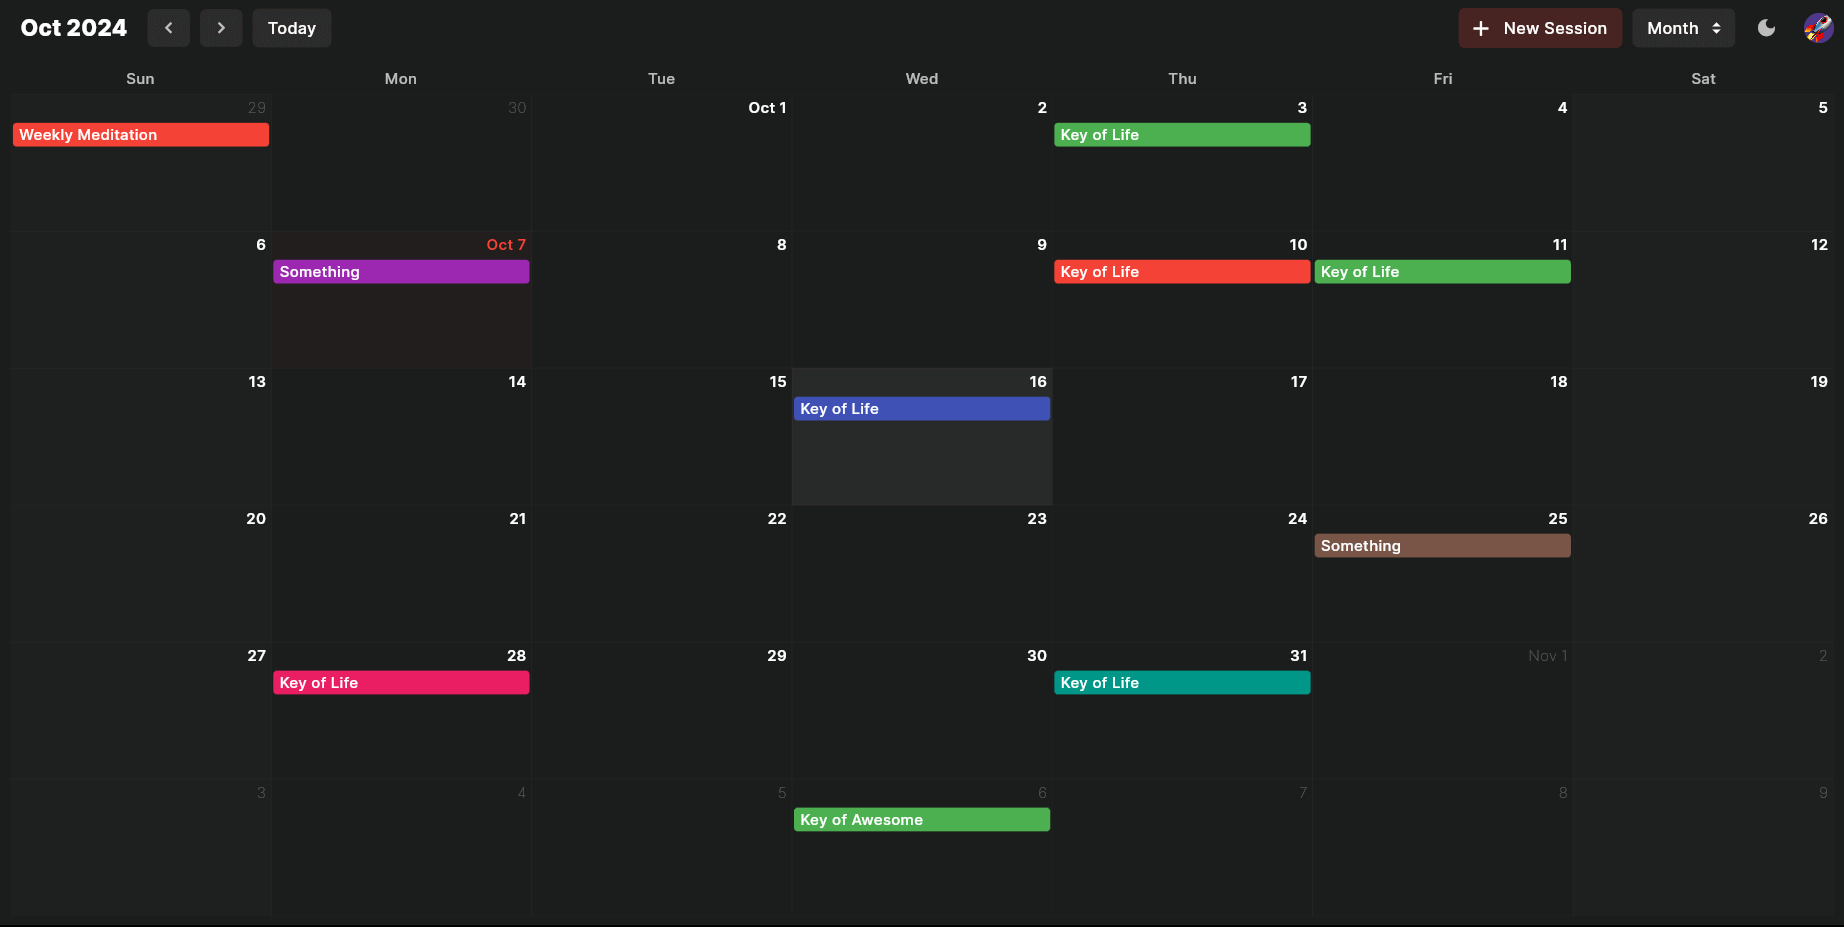 Oct 2024 Today New Session Month
Sun Mon Tue Wed Thu Fri Sat
29 30 Oct 1 2 3 4 5
Weekly Meditation Key of Life
6 Oct 7 8 9 10 11 12
Something Key of Life Key of Life
13 14 15 16 17 18 19
Key of Life
20 21 22 23 24 25 26
Something
27 28 29 30 31 Nov 1 2
Key of Life Key of Life
3 4 5 6 7 8 9
Key of Awesome